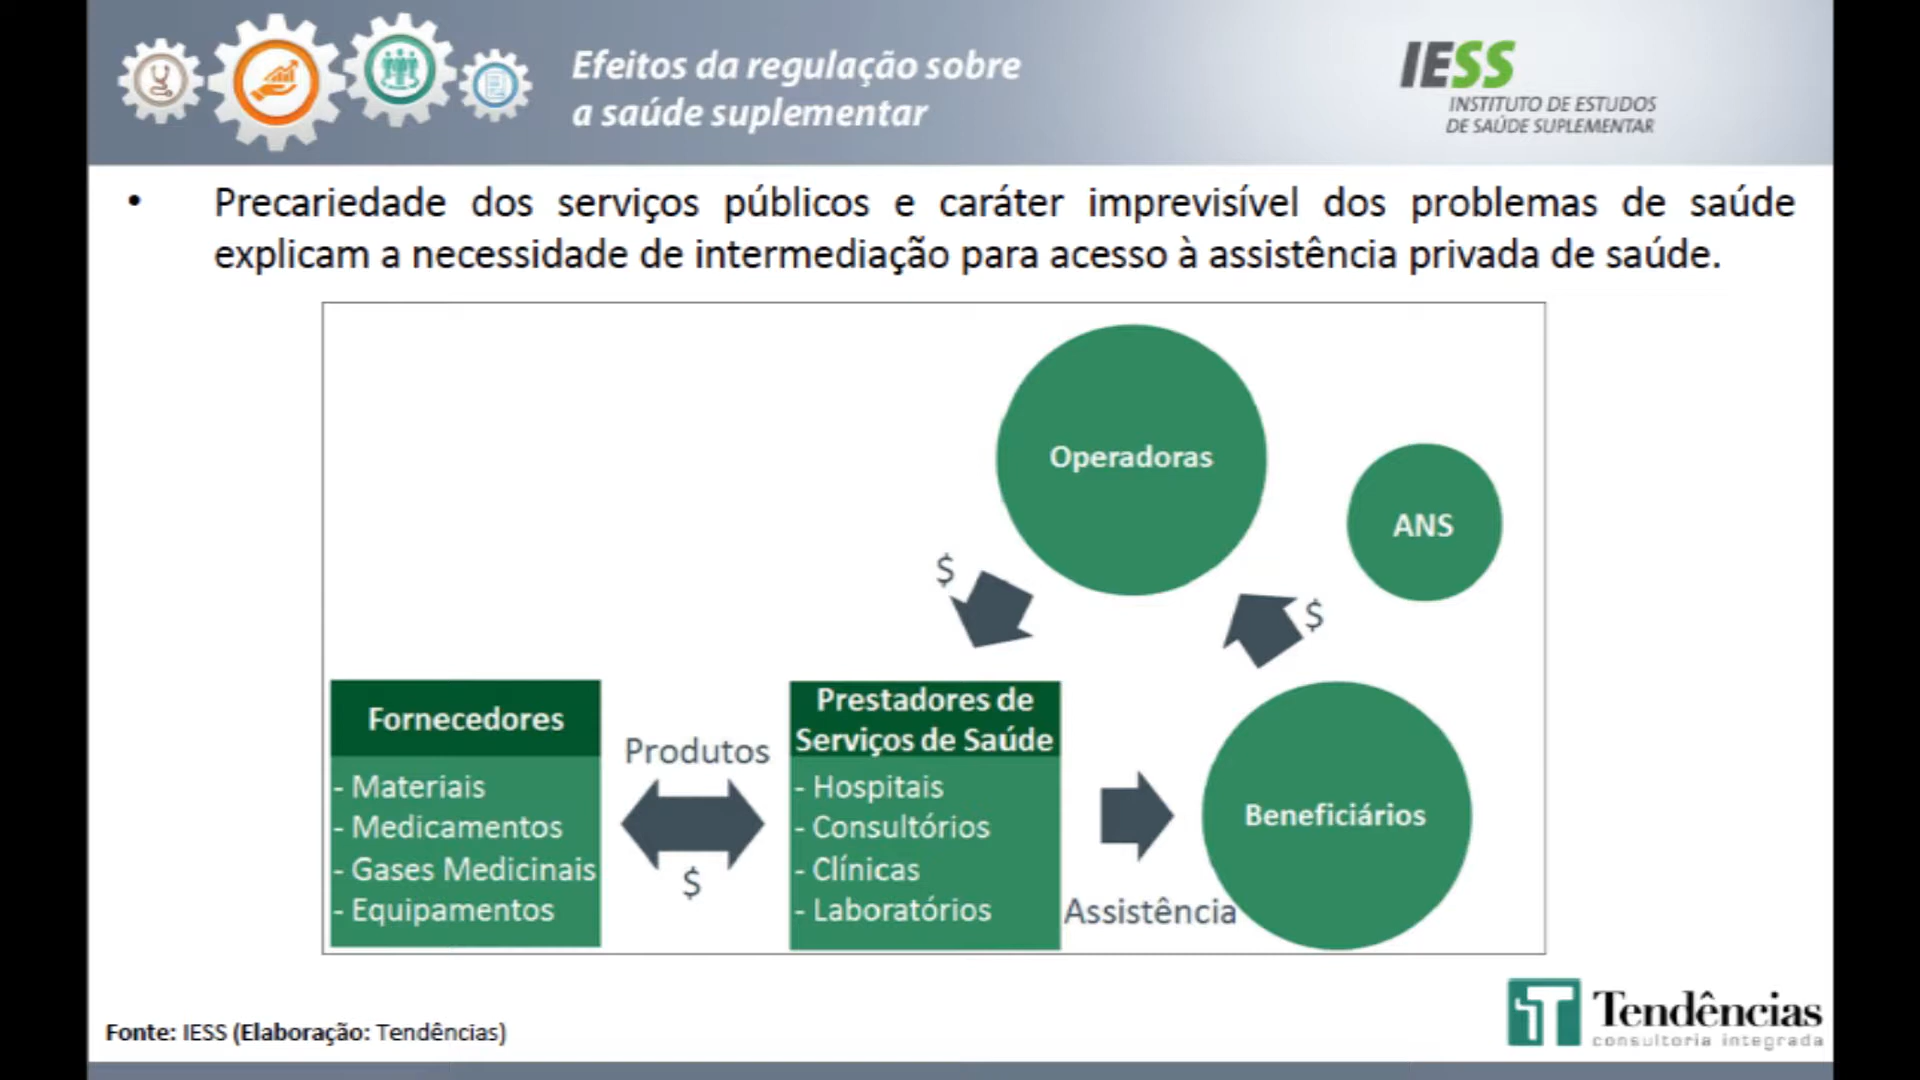 Efeitos da regulação sobre
a saúde suplementar
IESS
INSTITUTO DE ESTUDOS
DE SAÚDE SUPLEMENTAR
• Precariedade dos serviços públicos e caráter imprevisível dos problemas de saúde
explicam a necessidade de intermediação para acesso à assistência privada de saúde.
Operadoras
ANS
$
$
Fornecedores
- Materiais
- Medicamentos
- Gases Medicinais
- Equipamentos
Produtos
$
Prestadores de
Serviços de Saúde
- Hospitais
- Consultórios
- Clínicas
- Laboratórios
Assistência
Beneficiários
Fonte: IESS (Elaboração: Tendências)
Tendências
consultoria integrada